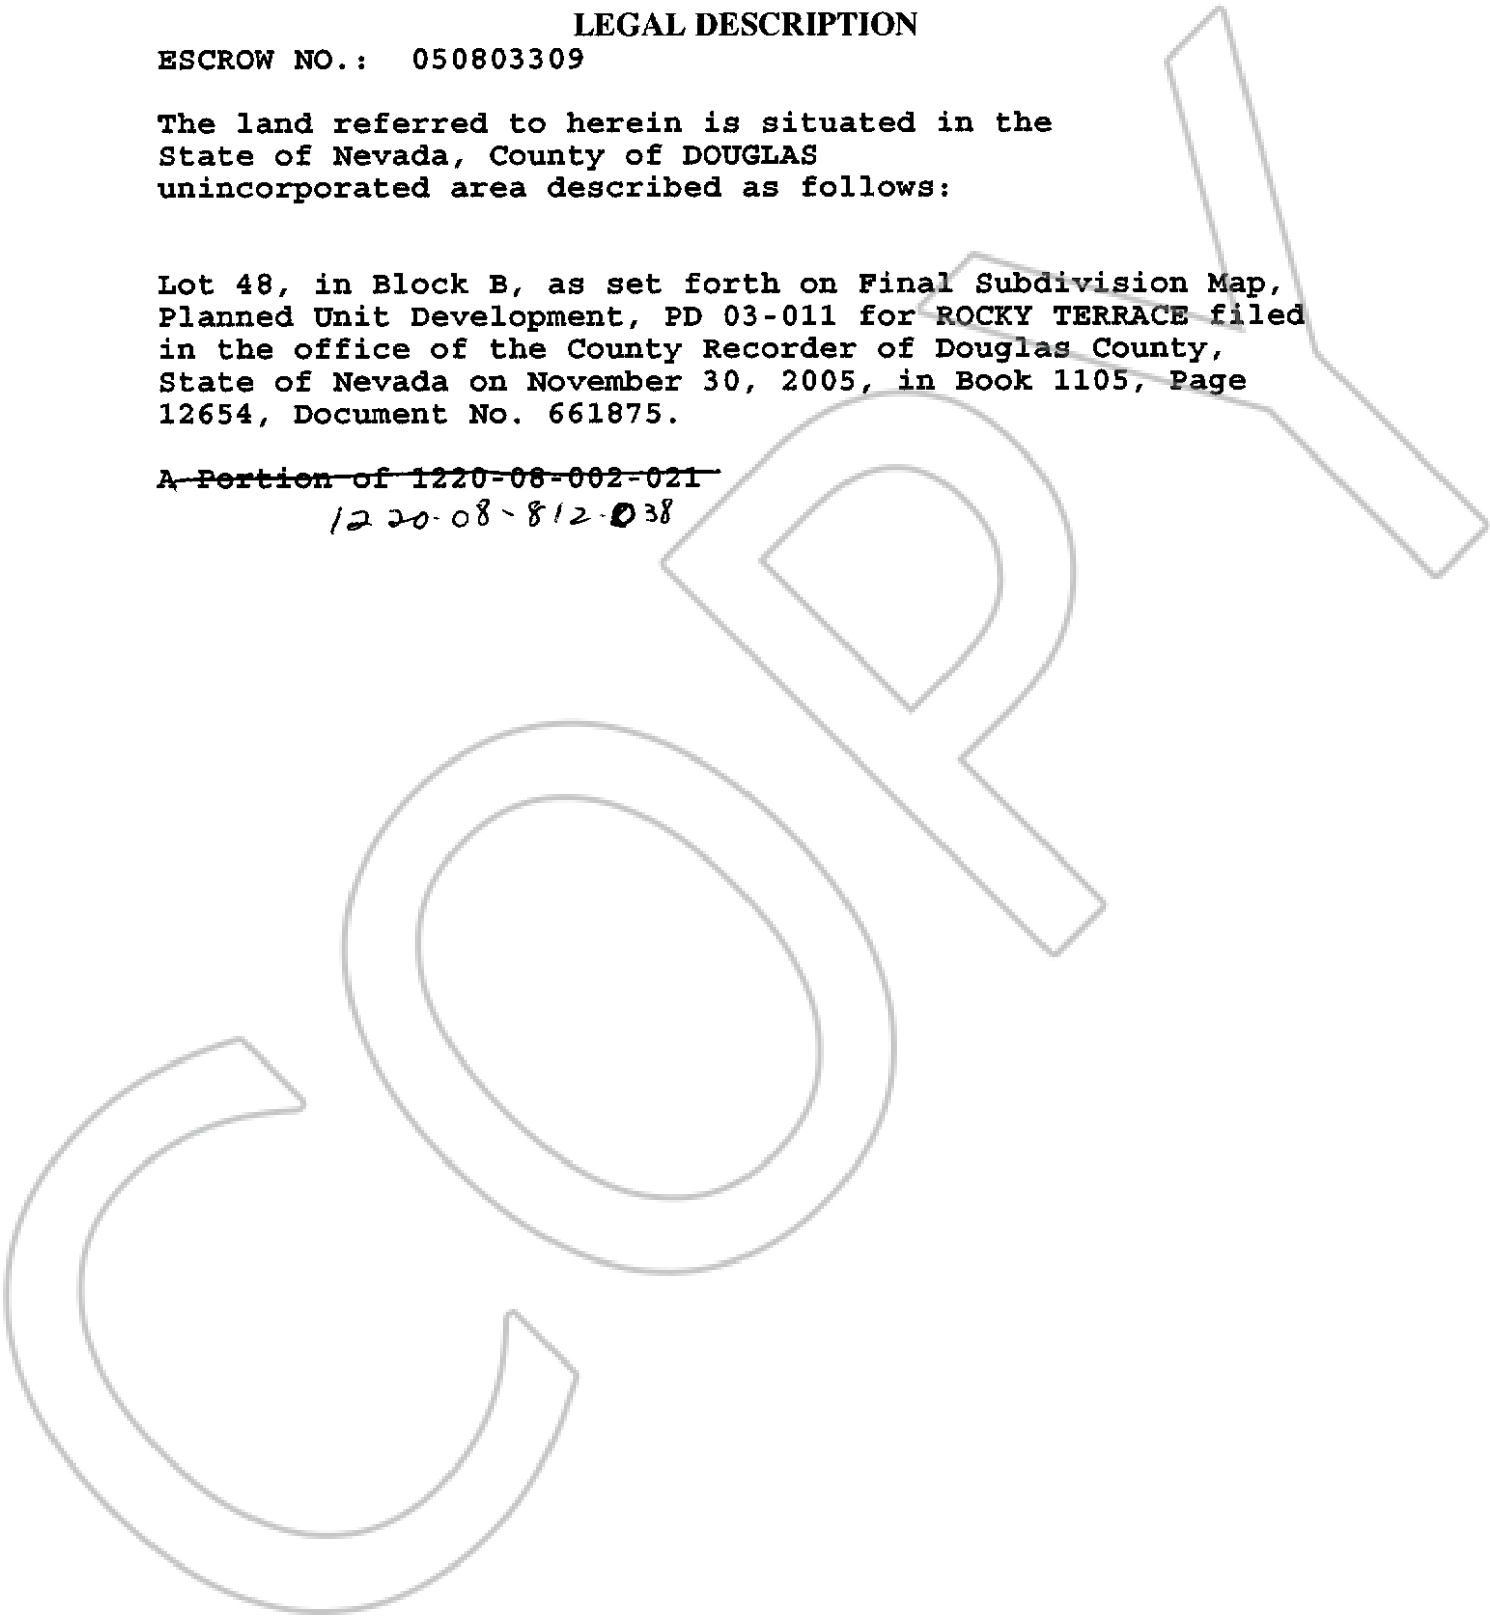 LEGAL DESCRIPTION
ESCROW NO.: 050803309
The land referred to herein is situated in the
State of Nevada, County of DOUGLAS
unincorporated area described as follows:
Lot 48, in Block B, as set forth on Final Subdivision Map,
Planned Unit Development, PD 03-011 for ROCKY TERRACE filed
in the office of the County Recorder of Douglas County,
State of Nevada on November 30, 2005, in Book 1105, Page
12654, Document No. 661875.
A Portion of 1220-08-002-021
1220-08-812-038
COPY